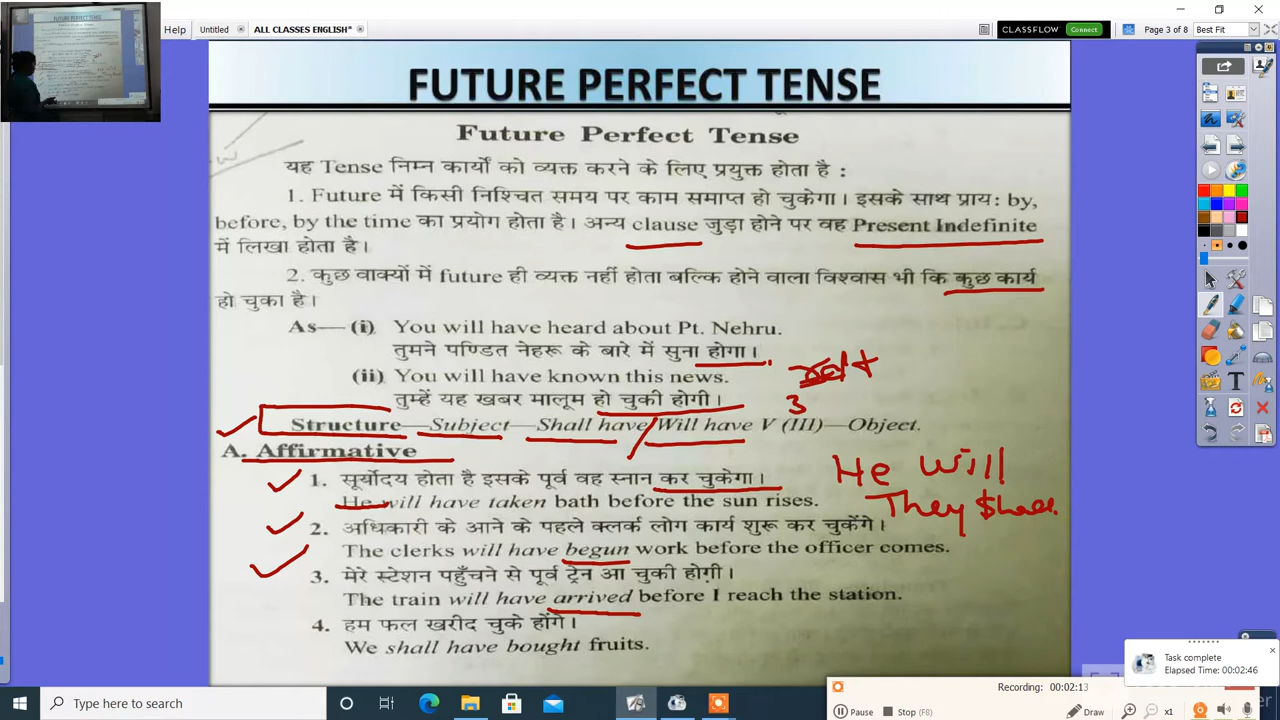 Help
Untitled
ALL CLASSES ENGLISH*
CLASSFLOW
Connect
Page 3 of 8
Best Fit
FUTURE PERFECT TENSE
Future Perfect Tense
यह Tense निम्न कार्यों को व्यक्त करने के लिए प्रयुक्त होता है :
1. Future में किसी निश्चित समय पर काम समाप्त हो चुकेगा। इसके साथ प्राय: by,
before, by the time का प्रयोग होता है। अन्य clause जुड़ा होने पर वह Present Indefinite
में लिखा होता है।
2. कुछ वाक्यों में future ही व्यक्त नहीं होता बल्कि होने वाला विश्वास भी कि कुछ कार्य
हो चुका है।
As—(i) You will have heard about Pt. Nehru.
तुमने पण्डित नेहरू के बारे में सुना होगा।
(ii) You will have known this news.
तुम्हें यह खबर मालूम हो चुकी होगी।
3
Structure—Subject—Shall have/Will have V (III)—Object.
A. Affirmative
1. सूर्योदय होता है इसके पूर्व वह स्नान कर चुकेगा।
He will have taken bath before the sun rises.
He will
They Shall
2. अधिकारी के आने के पहले क्लर्क लोग कार्य शुरू कर चुकेंगे।
The clerks will have begun work before the officer comes.
3. मेरे स्टेशन पहुँचने से पूर्व ट्रेन आ चुकी होगी।
The train will have arrived before I reach the station.
4. हम फल खरीद चुके होंगे।
We shall have bought fruits.
Task complete
Elapsed Time: 00:02:46
Recording: 00:02:13
Pause
Stop (F8)
Draw
x1
Type here to search